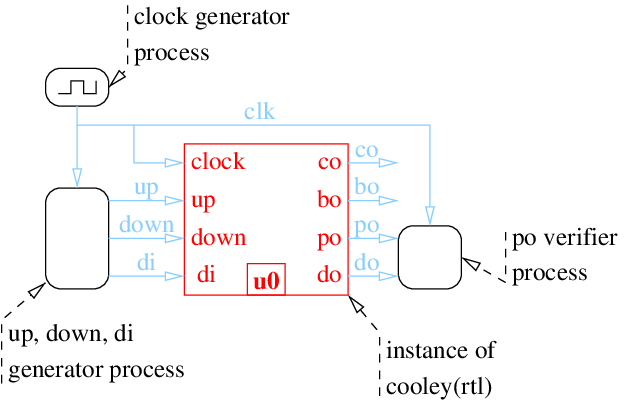 clock generator
process
clk
clock
co
co
up
up
bo
bo
down
down
po
po
di
di
do
do
u0
po verifier
process
up, down, di
generator process
instance of
cooley(rtl)